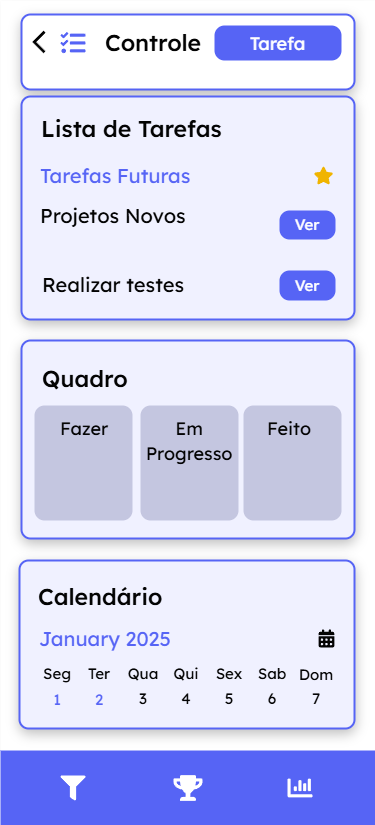 Controle Tarefa
Lista de Tarefas
Tarefas Futuras
Projetos Novos
Ver
Realizar testes Ver
Quadro
Fazer
Em
Progresso
Feito
Calendário
January 2025
Seg Ter Qua Qui Sex Sab Dom
1 2 3 4 5 6 7